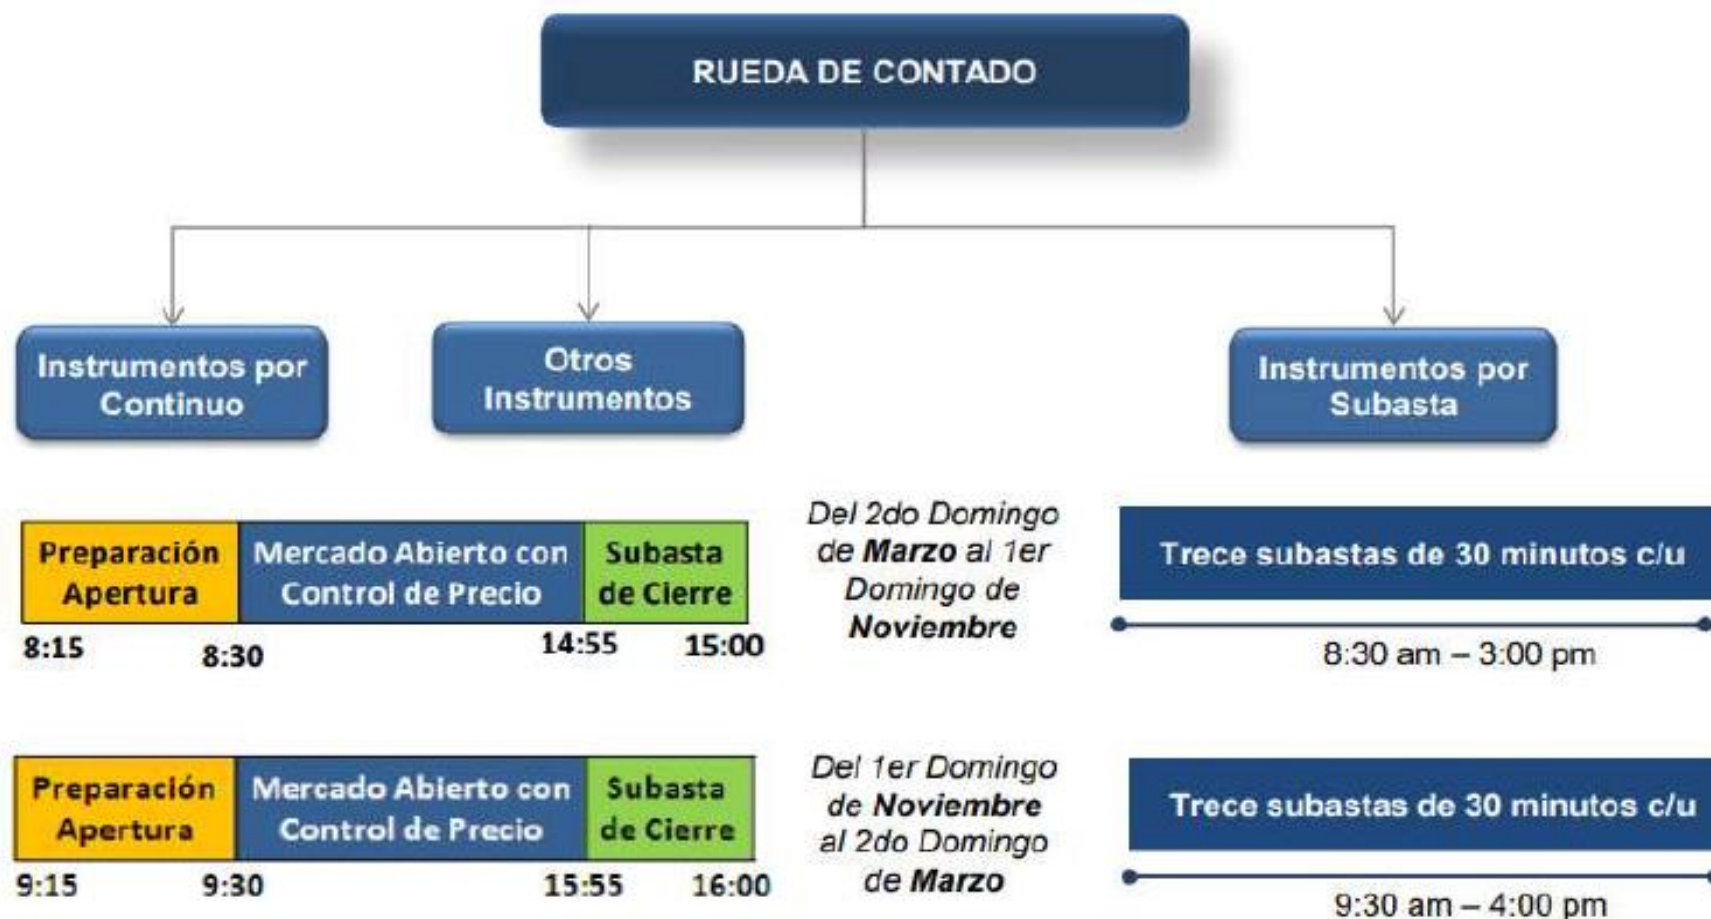 RUEDA DE CONTADO
Instrumentos por
Continuo
Otros
Instrumentos
Instrumentos por
Subasta
Preparación
Apertura
Mercado Abierto con
Control de Precio
Subasta
de Cierre
8:15
8:30
14:55
15:00
Del 2do Domingo
de Marzo al 1er
Domingo de
Noviembre
Trece subastas de 30 minutos c/u
8:30 am – 3:00 pm
Preparación
Apertura
Mercado Abierto con
Control de Precio
Subasta
de Cierre
9:15
9:30
15:55
16:00
Del 1er Domingo
de Noviembre
al 2do Domingo
de Marzo
Trece subastas de 30 minutos c/u
9:30 am – 4:00 pm